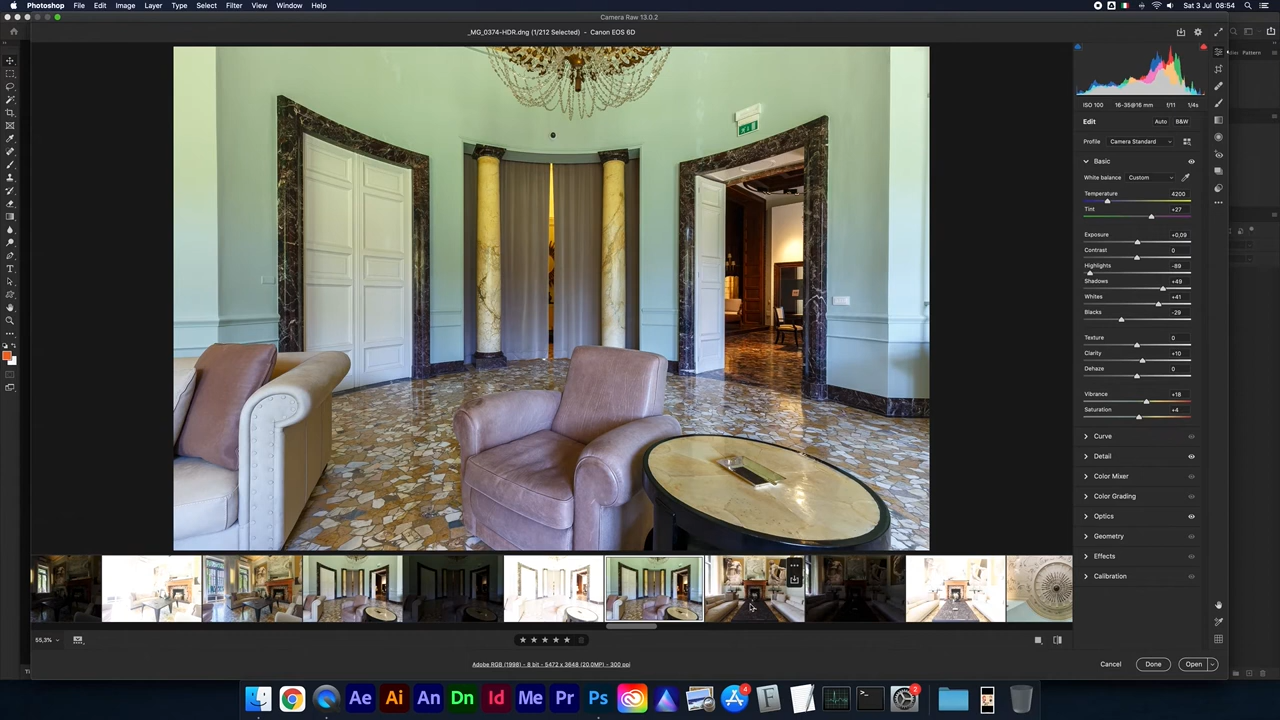 Photoshop File Edit Image Layer Type Select Filter View Window Help Sat 3 Jul 08:54
Camera Raw 13.0.2
_MG_0374-HDR.dng (1/212 Selected) - Canon EOS 6D
Pattern
ISO 100 16-35@16 mm f/11 1/4s
Edit Auto B&W
Profile Camera Standard
Basic
White balance Custom
Temperature 4200
Tint +27
Exposure +0,09
Contrast 0
Highlights -89
Shadows +49
Whites +41
Blacks -29
Texture 0
Clarity +10
Dehaze 0
Vibrance +18
Saturation +4
Curve
Detail
Color Mixer
Color Grading
Optics
Geometry
Effects
Calibration
55,3%
Adobe RGB (1998) - 8 bit - 5472 x 3648 (20,0MP) - 300 ppi
Cancel Done Open
Ae Ai An Dn Id Me Pr Ps 4 F >_ 2